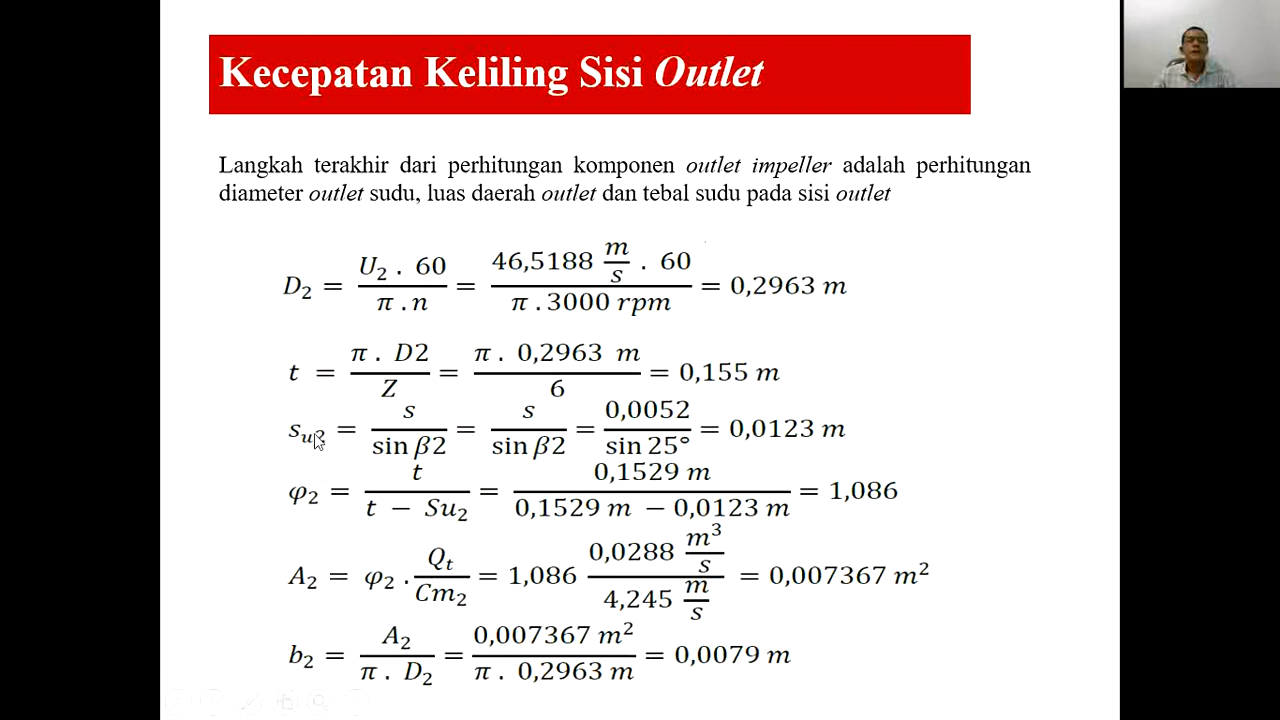 Kecepatan Keliling Sisi Outlet
Langkah terakhir dari perhitungan komponen outlet impeller adalah perhitungan
diameter outlet sudu, luas daerah outlet dan tebal sudu pada sisi outlet
D₂ = (U₂ . 60)/(π . n) = (46,5188 m/s . 60)/(π . 3000 rpm) = 0,2963 m
t = (π . D2)/Z = (π . 0,2963 m)/6 = 0,155 m
s_u2 = s/(sin β2) = s/(sin β2) = 0,0052/(sin 25°) = 0,0123 m
φ₂ = t/(t − Su₂) = (0,1529 m)/(0,1529 m − 0,0123 m) = 1,086
A₂ = φ₂ . Qt/Cm₂ = 1,086 (0,0288 m³/s)/(4,245 m/s) = 0,007367 m²
b₂ = A₂/(π . D₂) = (0,007367 m²)/(π . 0,2963 m) = 0,0079 m